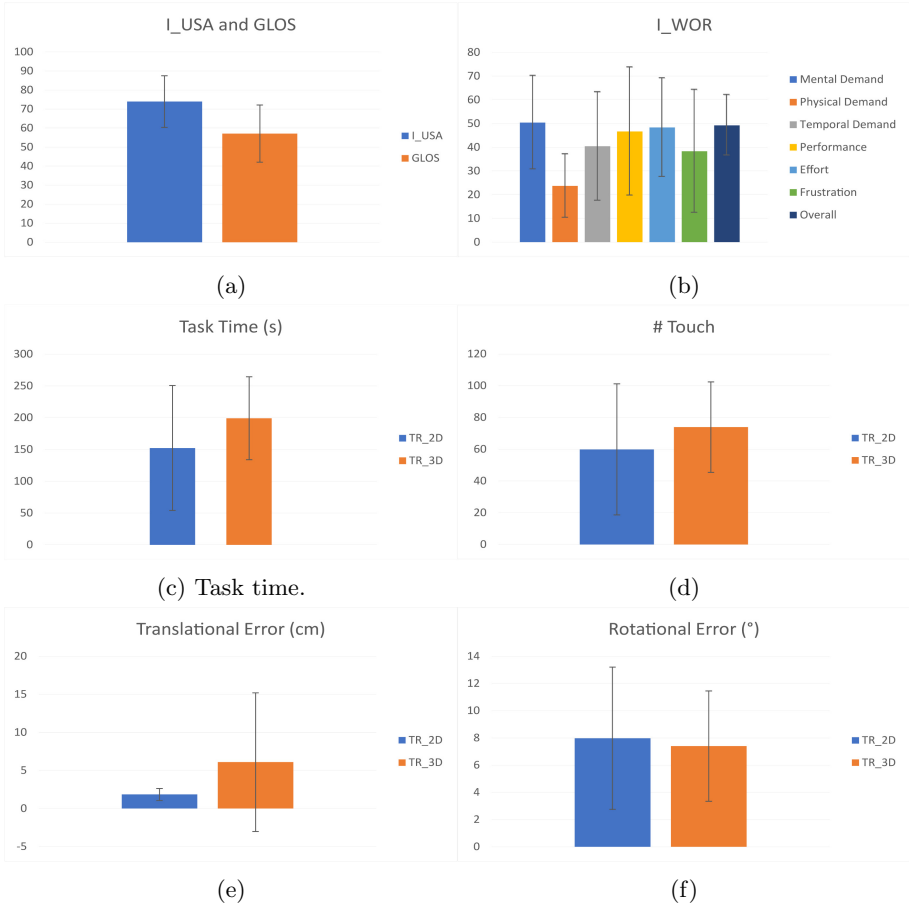 I_USA and GLOS
100
90
80
70
60
50
40
30
20
10
0
I_USA
GLOS
(a)
I_WOR
80
70
60
50
40
30
20
10
0
Mental Demand
Physical Demand
Temporal Demand
Performance
Effort
Frustration
Overall
(b)
Task Time (s)
300
250
200
150
100
50
0
TR_2D
TR_3D
(c) Task time.
# Touch
120
100
80
60
40
20
0
TR_2D
TR_3D
(d)
Translational Error (cm)
20
15
10
5
0
-5
TR_2D
TR_3D
(e)
Rotational Error (°)
14
12
10
8
6
4
2
0
TR_2D
TR_3D
(f)